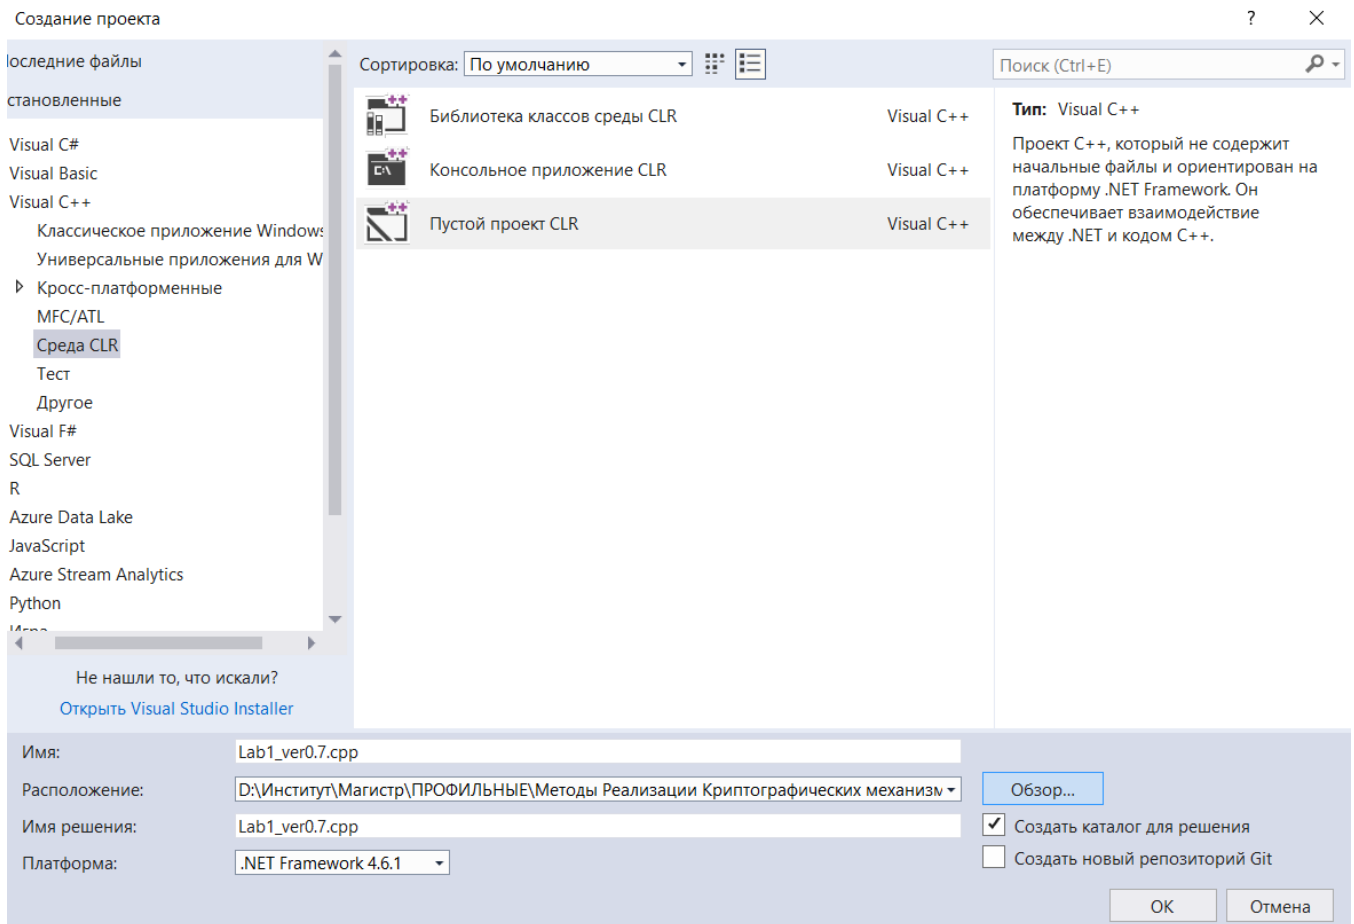 Создание проекта
?
Последние файлы
становленные
Visual C#
Visual Basic
Visual C++
Классическое приложение Windows
Универсальные приложения для W
Кросс-платформенные
MFC/ATL
Среда CLR
Тест
Другое
Visual F#
SQL Server
R
Azure Data Lake
JavaScript
Azure Stream Analytics
Python
Игра
Не нашли то, что искали?
Открыть Visual Studio Installer
Сортировка: По умолчанию
Библиотека классов среды CLR Visual C++
Консольное приложение CLR Visual C++
Пустой проект CLR Visual C++
Поиск (Ctrl+E)
Тип: Visual C++
Проект C++, который не содержит
начальные файлы и ориентирован на
платформу .NET Framework. Он
обеспечивает взаимодействие
между .NET и кодом C++.
Имя: Lab1_ver0.7.cpp
Расположение: D:\Институт\Магистр\ПРОФИЛЬНЫЕ\Методы Реализации Криптографических механизм
Обзор...
Имя решения: Lab1_ver0.7.cpp
Создать каталог для решения
Платформа: .NET Framework 4.6.1
Создать новый репозиторий Git
ОК
Отмена